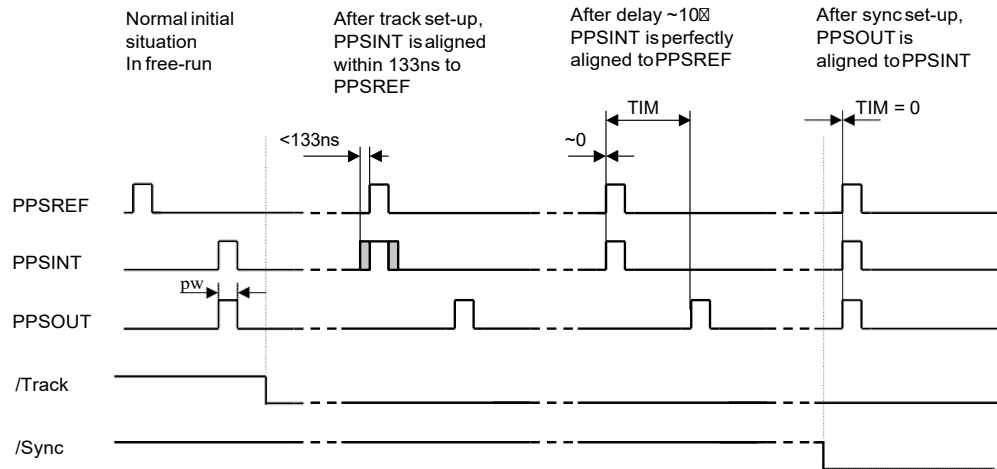 Normal initial
situation
In free-run
After track set-up,
PPSINT is aligned
within 133ns to
PPSREF
After delay ~10
PPSINT is perfectly
aligned to PPSREF
After sync set-up,
PPSOUT is
aligned to PPSINT
TIM
TIM = 0
<133ns
~0
PPSREF
PPSINT
pw
PPSOUT
/Track
/Sync